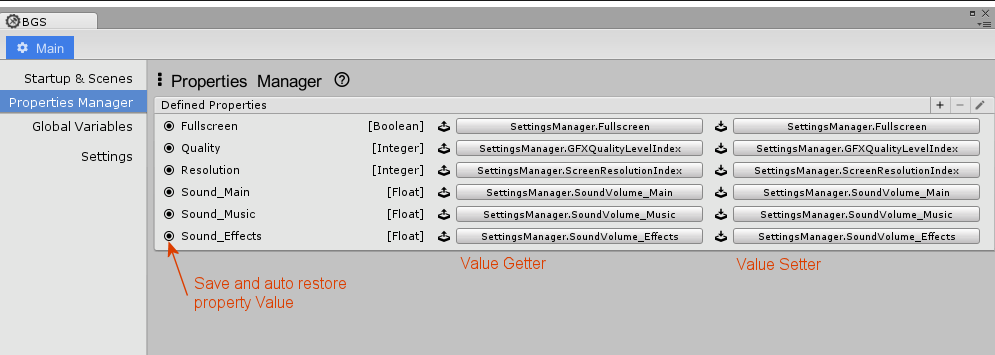 BGS
Main
Startup & Scenes
Properties Manager
Global Variables
Settings
Properties Manager
Defined Properties
Fullscreen [Boolean] SettingsManager.Fullscreen SettingsManager.Fullscreen
Quality [Integer] SettingsManager.GFXQualityLevelIndex SettingsManager.GFXQualityLevelIndex
Resolution [Integer] SettingsManager.ScreenResolutionIndex SettingsManager.ScreenResolutionIndex
Sound_Main [Float] SettingsManager.SoundVolume_Main SettingsManager.SoundVolume_Main
Sound_Music [Float] SettingsManager.SoundVolume_Music SettingsManager.SoundVolume_Music
Sound_Effects [Float] SettingsManager.SoundVolume_Effects SettingsManager.SoundVolume_Effects
Value Getter Value Setter
Save and auto restore
property Value